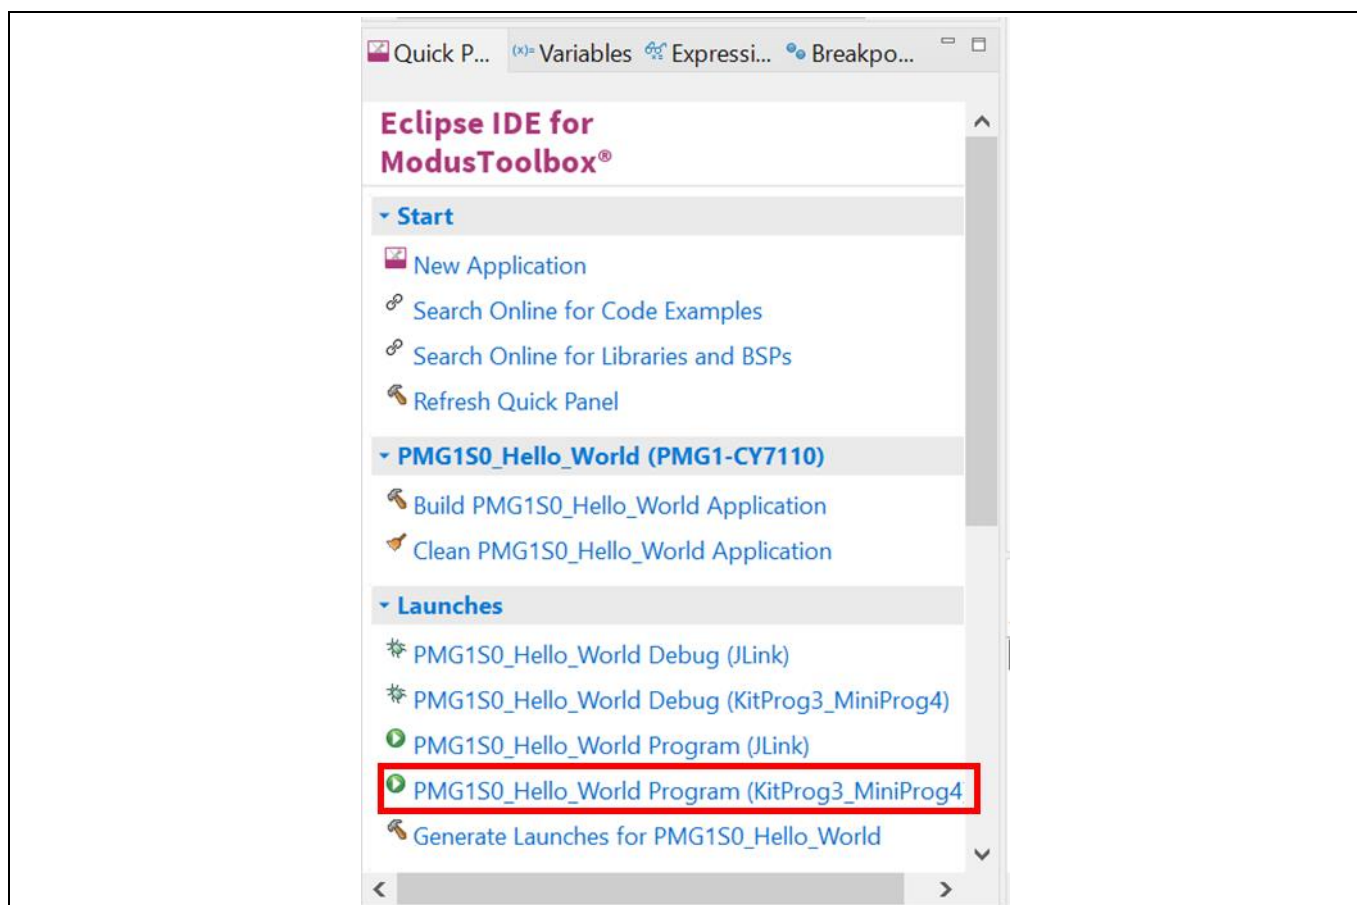 Quick P... (x)= Variables Expressi... Breakpo...
Eclipse IDE for
ModusToolbox®
Start
New Application
Search Online for Code Examples
Search Online for Libraries and BSPs
Refresh Quick Panel
PMG1S0_Hello_World (PMG1-CY7110)
Build PMG1S0_Hello_World Application
Clean PMG1S0_Hello_World Application
Launches
PMG1S0_Hello_World Debug (JLink)
PMG1S0_Hello_World Debug (KitProg3_MiniProg4)
PMG1S0_Hello_World Program (JLink)
PMG1S0_Hello_World Program (KitProg3_MiniProg4
Generate Launches for PMG1S0_Hello_World